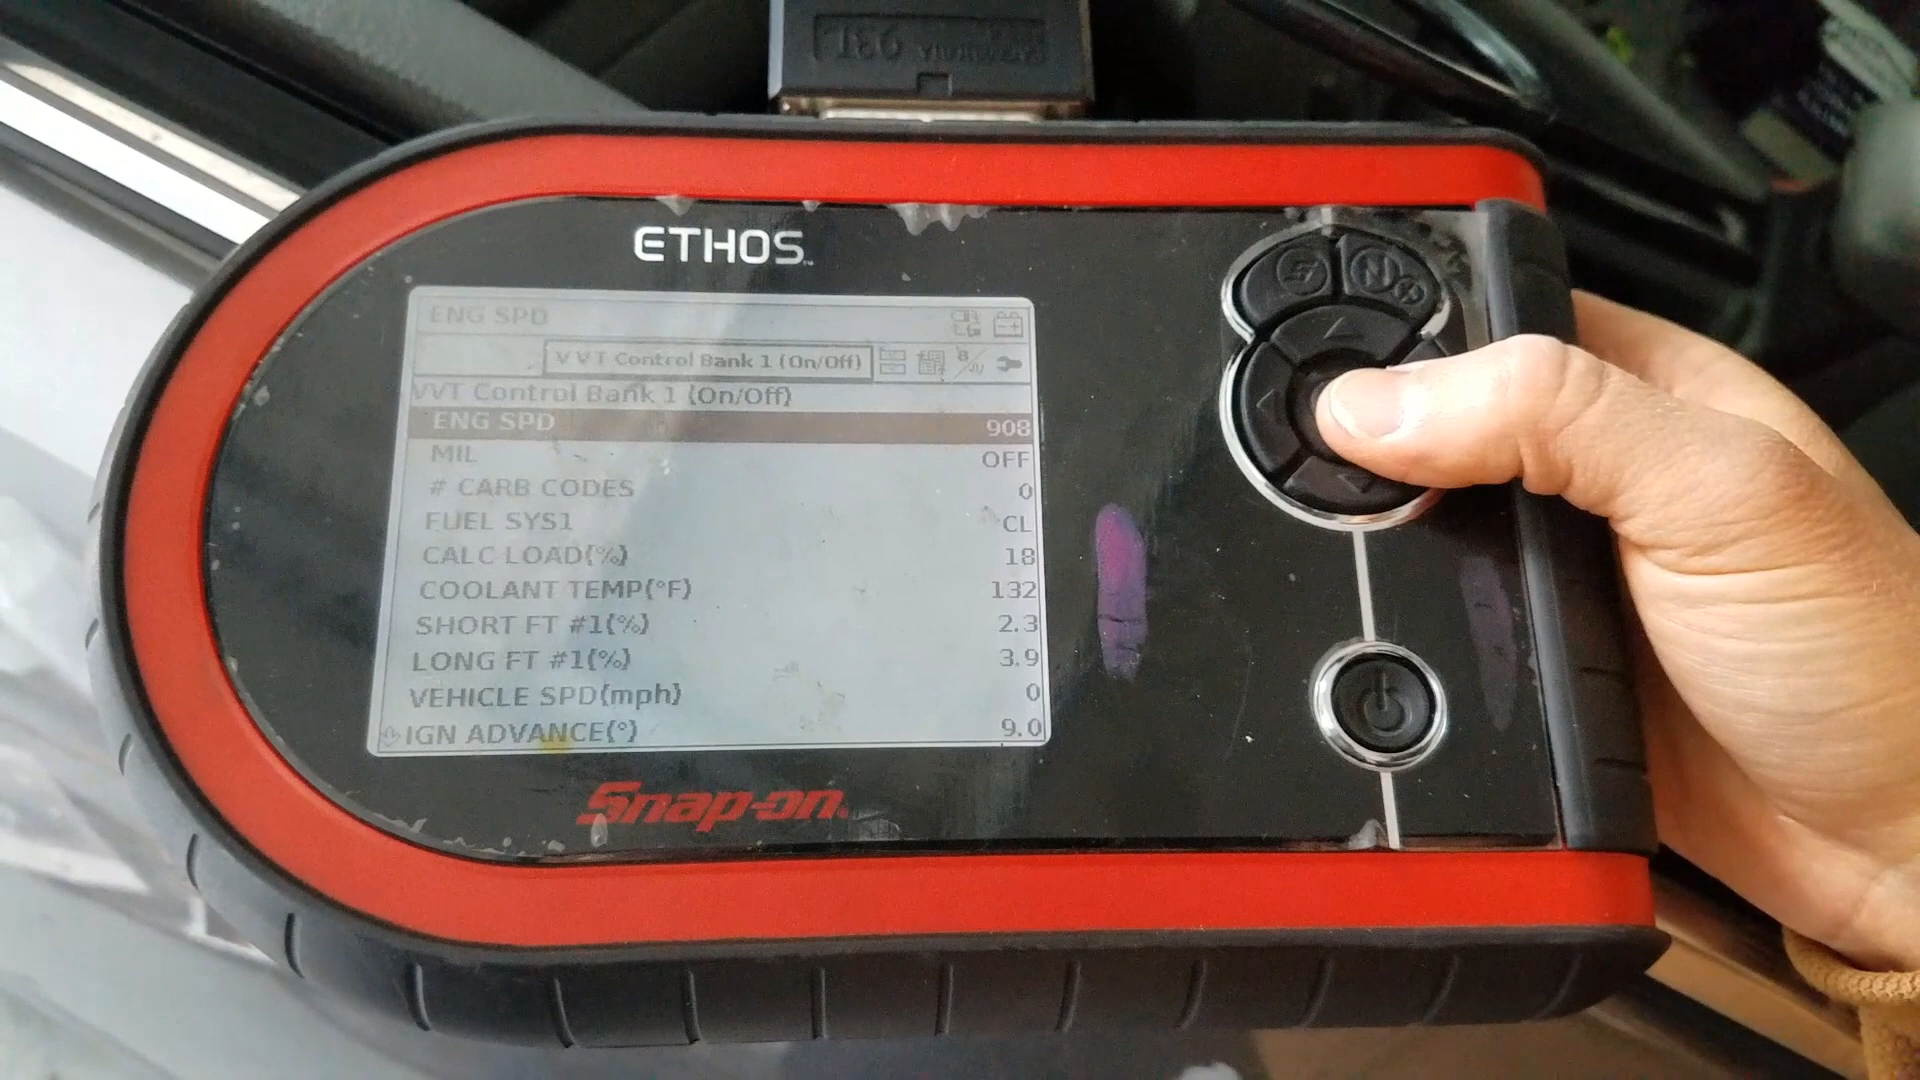 93L
ETHOS
ENG SPD
VVT Control Bank 1 (On/Off)
VVT Control Bank 1 (On/Off)
ENG SPD 908
MIL OFF
# CARB CODES 0
FUEL SYS1 CL
CALC LOAD(%) 18
COOLANT TEMP(°F) 132
SHORT FT #1(%) 2.3
LONG FT #1(%) 3.9
VEHICLE SPD(mph) 0
IGN ADVANCE(°) 9.0
N
Snap-on